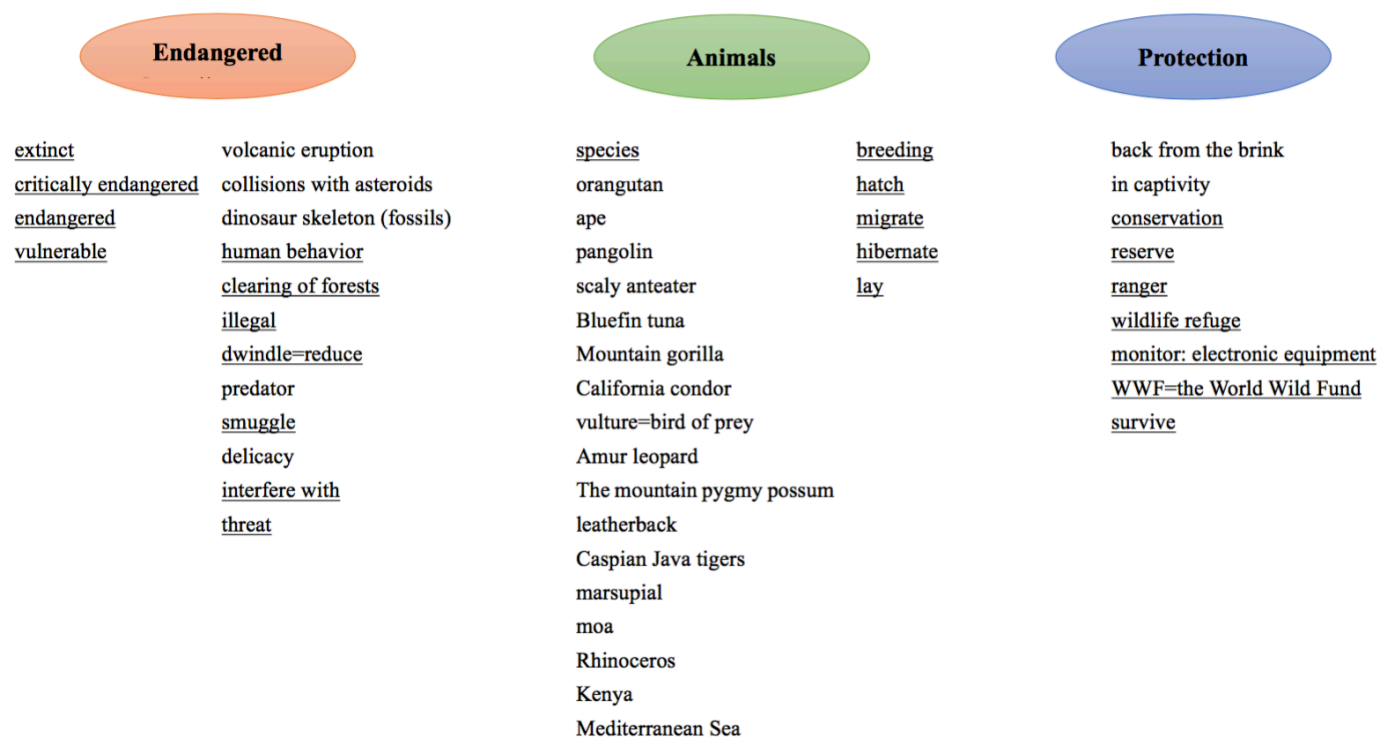 Endangered
Animals
Protection
extinct
critically endangered
endangered
vulnerable
volcanic eruption
collisions with asteroids
dinosaur skeleton (fossils)
human behavior
clearing of forests
illegal
dwindle=reduce
predator
smuggle
delicacy
interfere with
threat
species
orangutan
ape
pangolin
scaly anteater
Bluefin tuna
Mountain gorilla
California condor
vulture=bird of prey
Amur leopard
The mountain pygmy possum
leatherback
Caspian Java tigers
marsupial
moa
Rhinoceros
Kenya
Mediterranean Sea
breeding
hatch
migrate
hibernate
lay
back from the brink
in captivity
conservation
reserve
ranger
wildlife refuge
monitor: electronic equipment
WWF=the World Wild Fund
survive